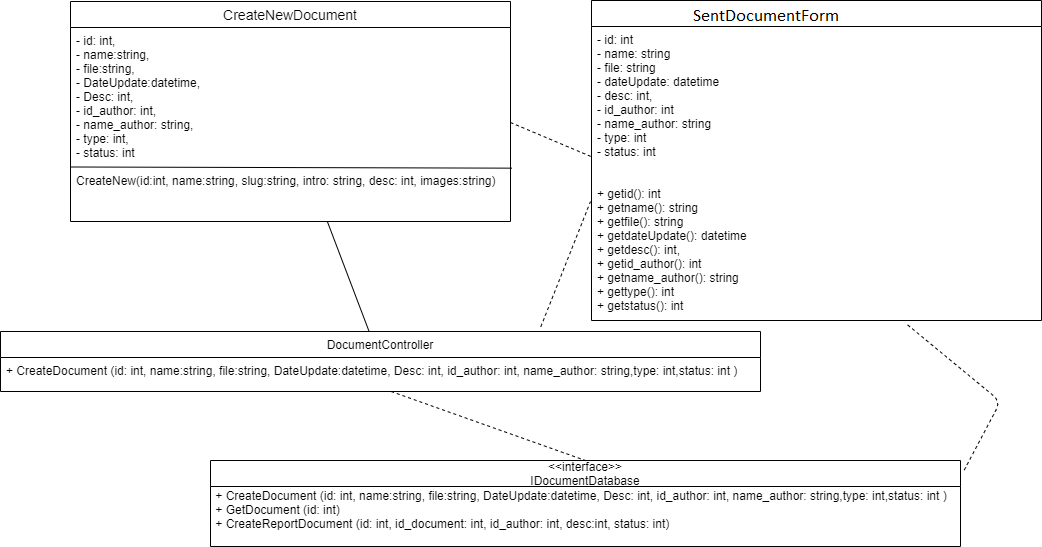 CreateNewDocument
- id: int,
- name:string,
- file:string,
- DateUpdate:datetime,
- Desc: int,
- id_author: int,
- name_author: string,
- type: int,
- status: int
CreateNew(id:int, name:string, slug:string, intro: string, desc: int, images:string)
SentDocumentForm
- id: int
- name: string
- file: string
- dateUpdate: datetime
- desc: int,
- id_author: int
- name_author: string
- type: int
- status: int
+ getid(): int
+ getname(): string
+ getfile(): string
+ getdateUpdate(): datetime
+ getdesc(): int,
+ getid_author(): int
+ getname_author(): string
+ gettype(): int
+ getstatus(): int
DocumentController
+ CreateDocument (id: int, name:string, file:string, DateUpdate:datetime, Desc: int, id_author: int, name_author: string,type: int,status: int )
<<interface>>
IDocumentDatabase
+ CreateDocument (id: int, name:string, file:string, DateUpdate:datetime, Desc: int, id_author: int, name_author: string,type: int,status: int )
+ GetDocument (id: int)
+ CreateReportDocument (id: int, id_document: int, id_author: int, desc:int, status: int)